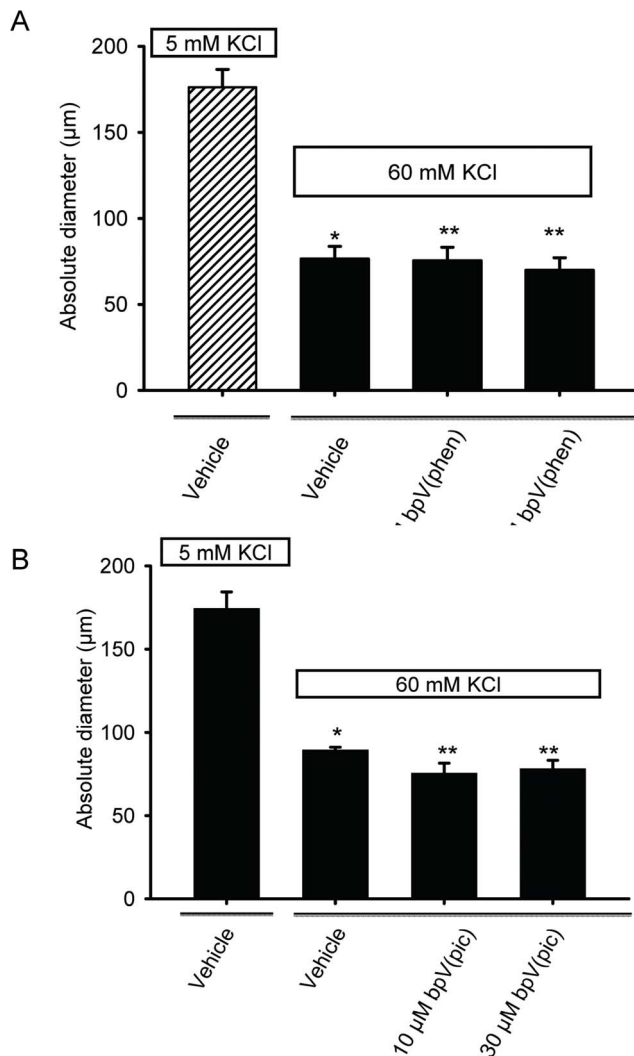 A
5 mM KCl
200
150
100
50
0
Absolute diameter (µm)
60 mM KCl
*
**
**
Vehicle
Vehicle
bpV(phen)
bpV(phen)
B
5 mM KCl
200
150
100
50
0
Absolute diameter (µm)
60 mM KCl
*
**
**
Vehicle
Vehicle
10 µM bpV(pic)
30 µM bpV(pic)